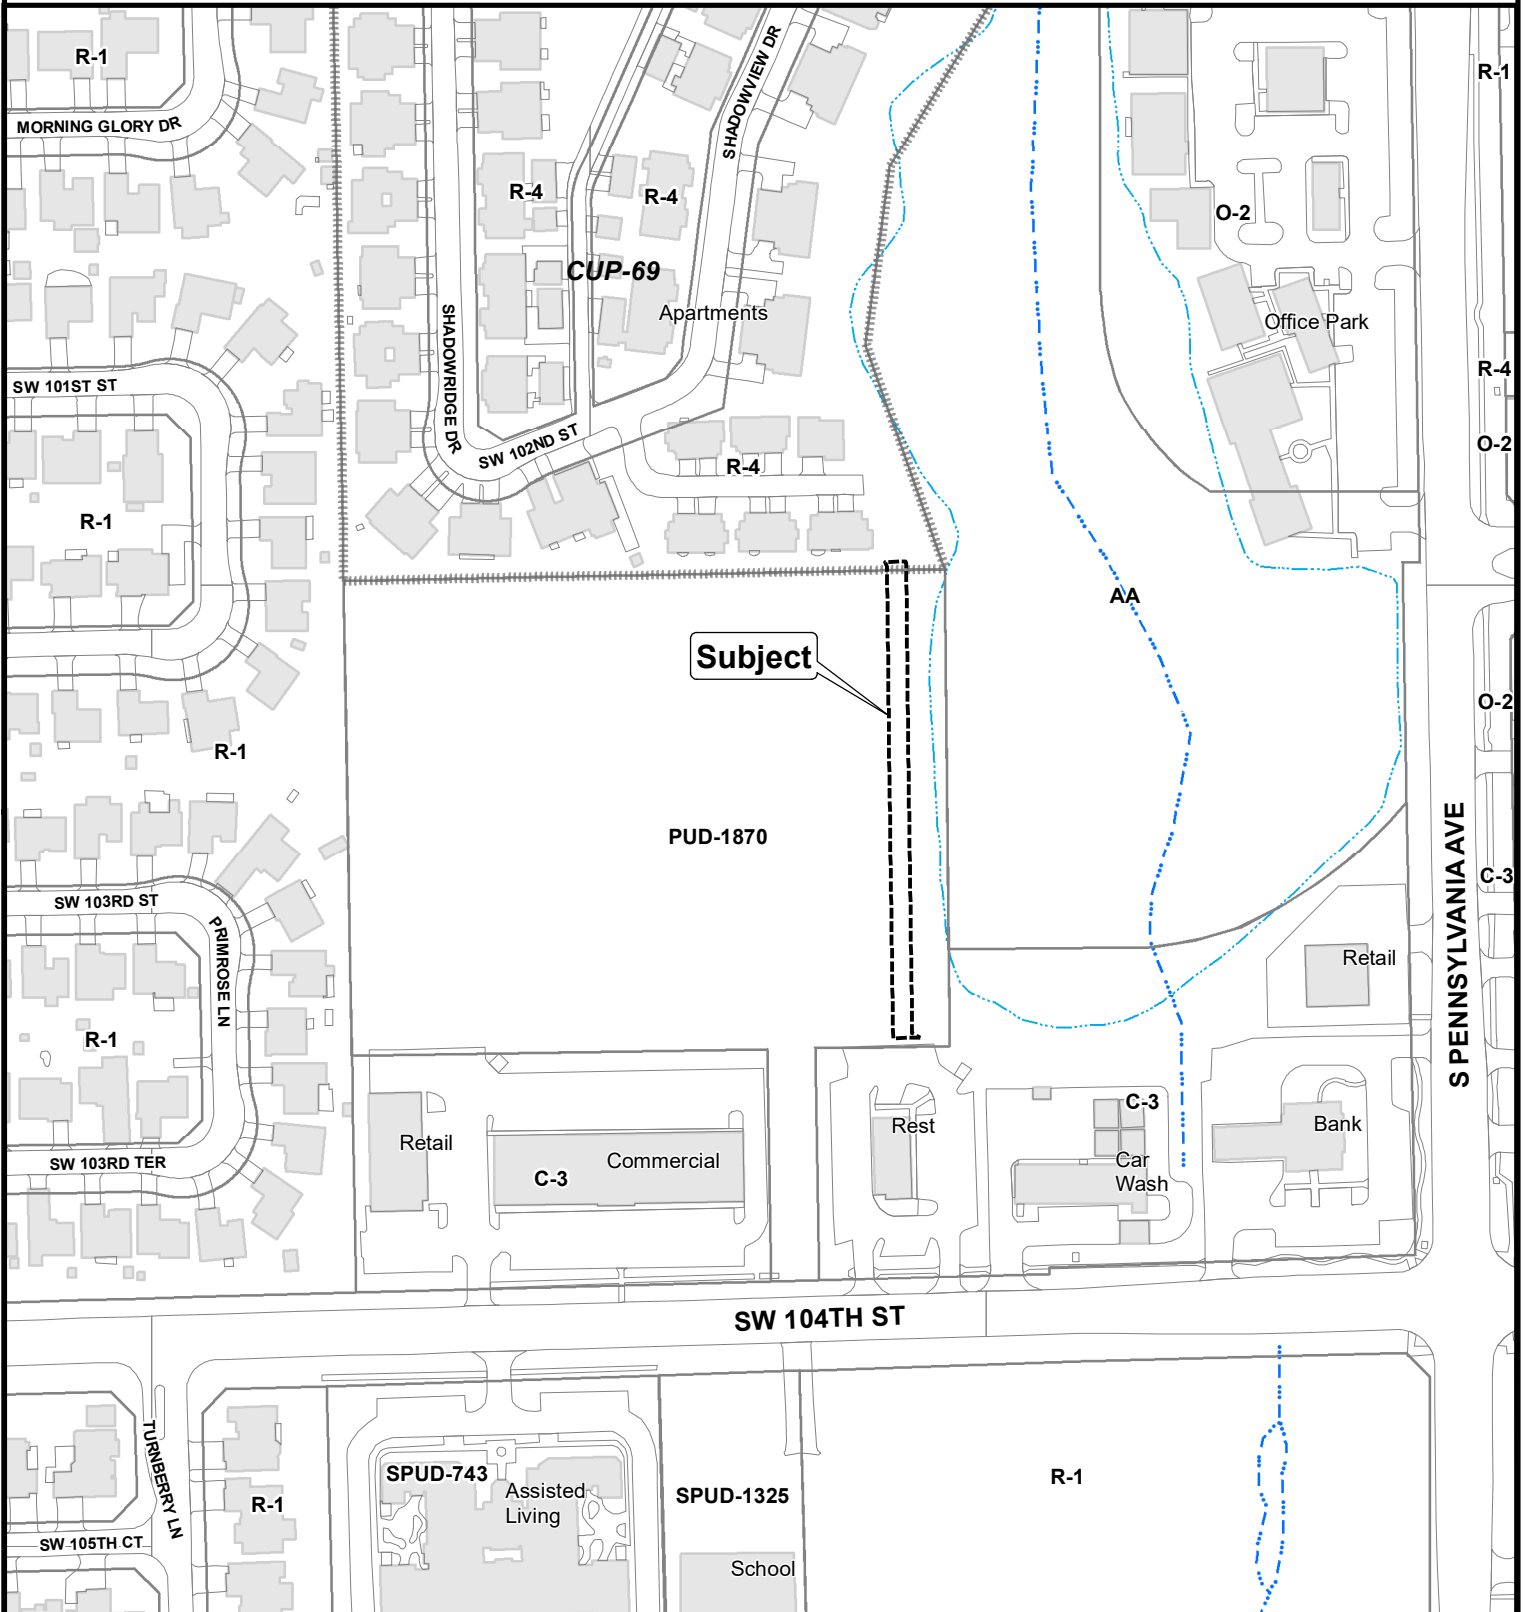 R-1
MORNING GLORY DR
SHADOWVIEW DR
R-1
R-4
R-4
O-2
CUP-69
Apartments
Office Park
SHADOWRIDGE DR
SW 101ST ST
R-4
SW 102ND ST
O-2
R-4
R-1
AA
Subject
O-2
R-1
PUD-1870
S PENNSYLVANIA AVE
C-3
SW 103RD ST
PRIMROSE LN
Retail
R-1
C-3
Rest
Bank
Retail
Commercial
Car
Wash
SW 103RD TER
C-3
SW 104TH ST
TURNBERRY LN
SPUD-743
R-1
Assisted
Living
SPUD-1325
R-1
SW 105TH CT
School